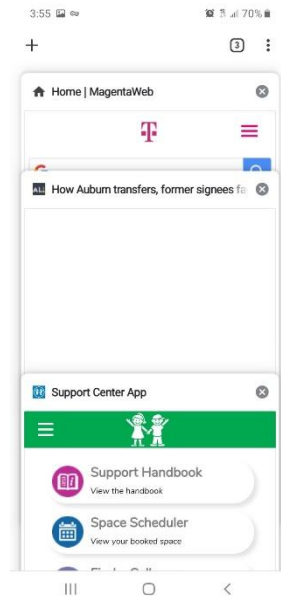 3:55 70%
3
Home | MagentaWeb
T
How Auburn transfers, former signees fa
Support Center App
Support Handbook
View the handbook
Space Scheduler
View your booked space